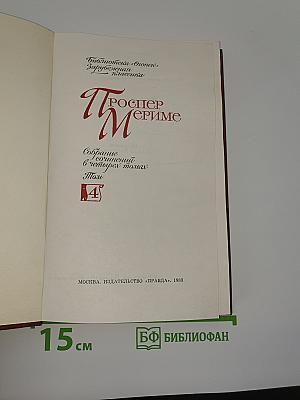 Библиотека «Огонек»
Зарубежная
классика
Проспер
Мериме
Собрание
сочинений
в четырех томах
Том
4
МОСКВА. ИЗДАТЕЛЬСТВО «ПРАВДА». 1983
15 см
БФ БИБЛИОФАН